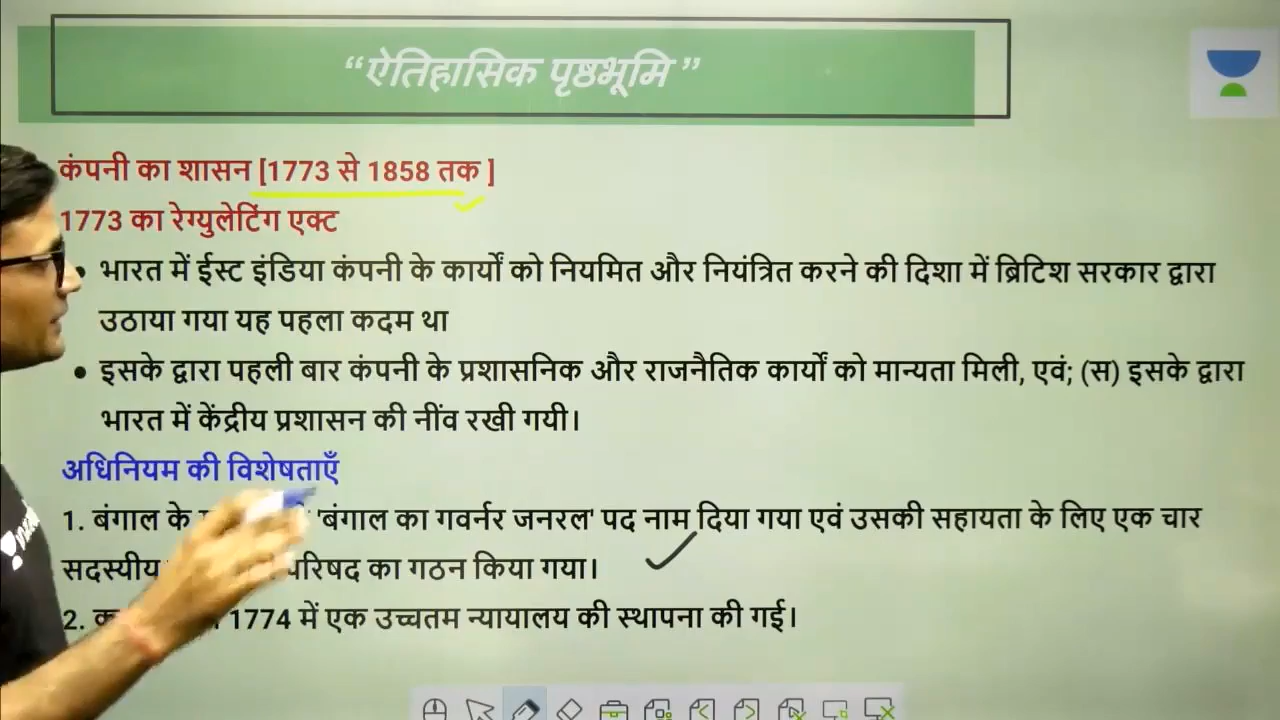 “ऐतिहासिक पृष्ठभूमि”
कंपनी का शासन [1773 से 1858 तक ]
1773 का रेग्युलेटिंग एक्ट
• भारत में ईस्ट इंडिया कंपनी के कार्यों को नियमित और नियंत्रित करने की दिशा में ब्रिटिश सरकार द्वारा
उठाया गया यह पहला कदम था
• इसके द्वारा पहली बार कंपनी के प्रशासनिक और राजनैतिक कार्यों को मान्यता मिली, एवं; (स) इसके द्वारा
भारत में केंद्रीय प्रशासन की नींव रखी गयी।
अधिनियम की विशेषताएँ
1. बंगाल के 'बंगाल का गवर्नर जनरल' पद नाम दिया गया एवं उसकी सहायता के लिए एक चार
सदस्यीय परिषद का गठन किया गया।
2. 1774 में एक उच्चतम न्यायालय की स्थापना की गई।